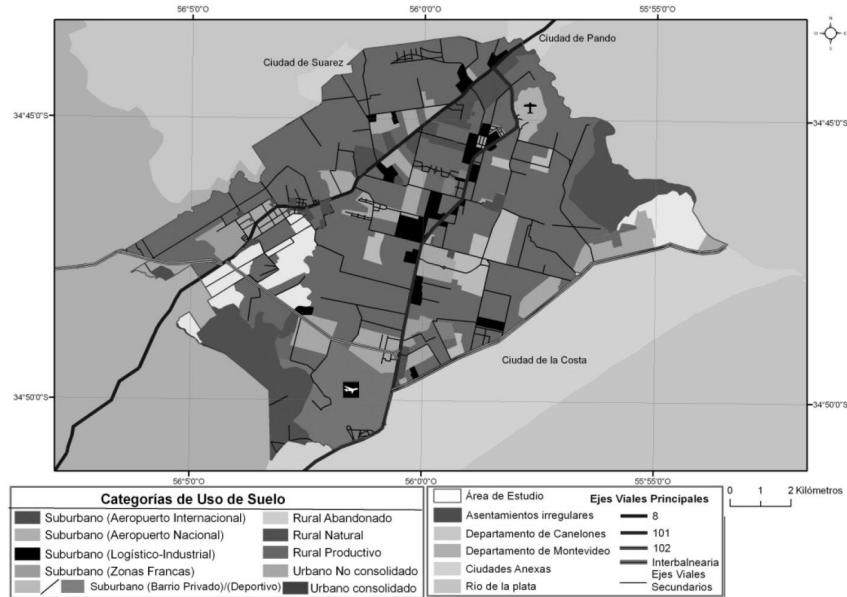 56°5'0"O 56°0'0"O 55°55'0"O
Ciudad de Pando
Ciudad de Suarez
N
O E
S
34°45'0"S 34°45'0"S
Ciudad de la Costa
34°50'0"S 34°50'0"S
56°5'0"O 56°0'0"O 55°55'0"O
Categorías de Uso de Suelo
Suburbano (Aeropuerto Internacional)
Suburbano (Aeropuerto Nacional)
Suburbano (Logístico-Industrial)
Suburbano (Zonas Francas)
Suburbano (Barrio Privado)/(Deportivo)
Rural Abandonado
Rural Natural
Rural Productivo
Urbano No consolidado
Urbano consolidado
Área de Estudio
Asentamientos irregulares
Departamento de Canelones
Departamento de Montevideo
Ciudades Anexas
Rio de la plata
Ejes Viales Principales
8
101
102
Interbalnearia
Ejes Viales
Secundarios
0 1 2 Kilómetros